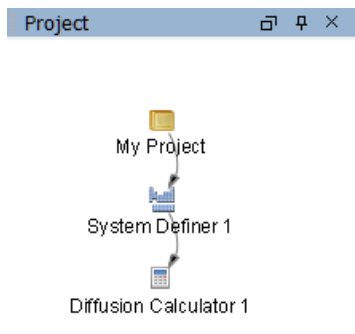 Project
My Project
System Definer 1
Diffusion Calculator 1